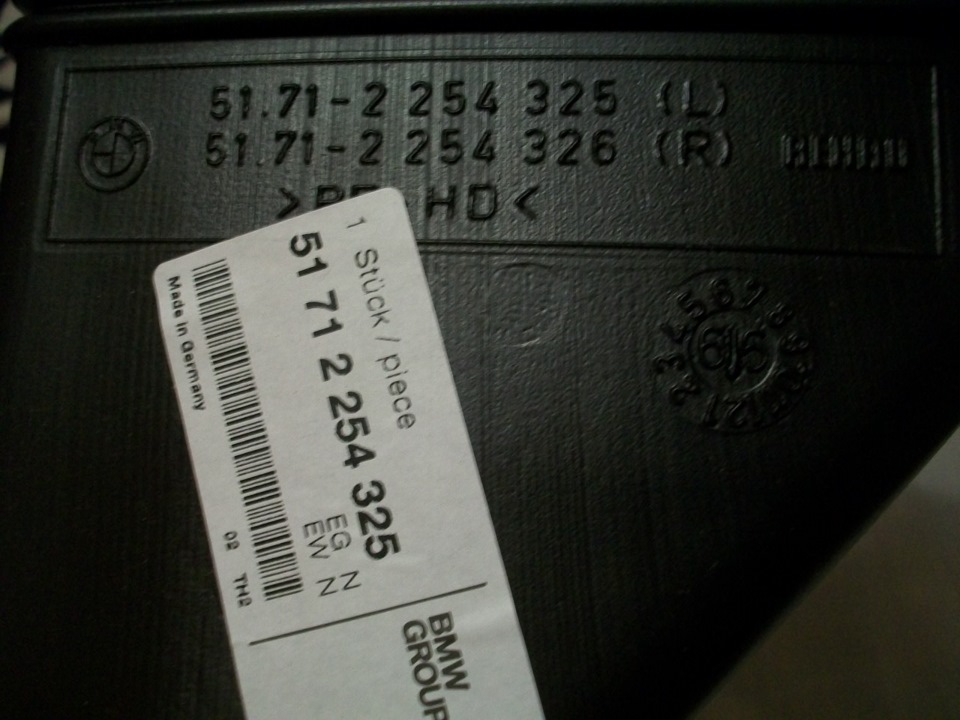 51.71-2 254 325 (L)
51.71-2 254 326 (R)
HD<
1 Stück / piece
51 71 2 254 325
EG N
EW N
Made in Germany
02 TH2
BMW
GROUP